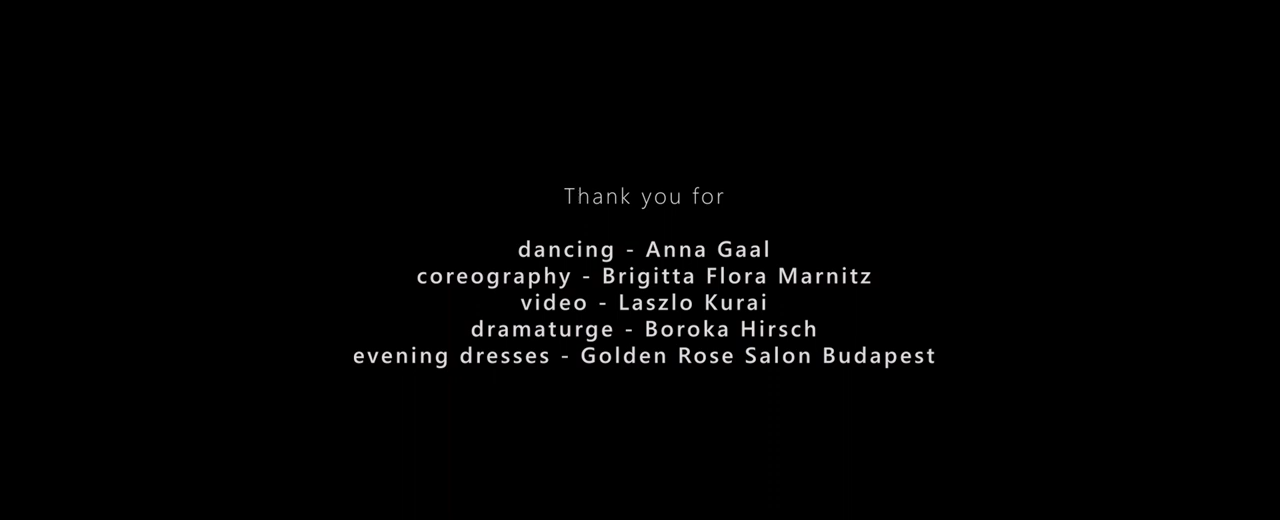 Thank you for
dancing - Anna Gaal
coreography - Brigitta Flora Marnitz
video - Laszlo Kurai
dramaturge - Boroka Hirsch
evening dresses - Golden Rose Salon Budapest